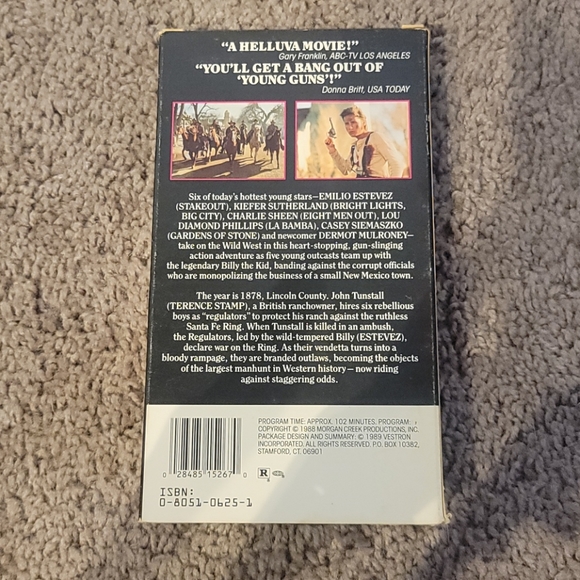 “A HELLUVA MOVIE!”
Gary Franklin, ABC-TV LOS ANGELES
“YOU'LL GET A BANG OUT OF
‘YOUNG GUNS’!”
Donna Britt, USA TODAY
Six of today's hottest young stars—EMILIO ESTEVEZ
(STAKEOUT), KIEFER SUTHERLAND (BRIGHT LIGHTS,
BIG CITY), CHARLIE SHEEN (EIGHT MEN OUT), LOU
DIAMOND PHILLIPS (LA BAMBA), CASEY SIEMASZKO
(GARDENS OF STONE) and newcomer DERMOT MULRONEY—
take on the Wild West in this heart-stopping, gun-slinging
action adventure as five young outcasts team up with
the legendary Billy the Kid, banding against the corrupt officials
who are monopolizing the business of a small New Mexico town.
The year is 1878, Lincoln County. John Tunstall
(TERENCE STAMP), a British ranchowner, hires six rebellious
boys as “regulators” to protect his ranch against the ruthless
Santa Fe Ring. When Tunstall is killed in an ambush,
the Regulators, led by the wild-tempered Billy (ESTEVEZ),
declare war on the Ring. As their vendetta turns into a
bloody rampage, they are branded outlaws, becoming the objects
of the largest manhunt in Western history—now riding
against staggering odds.
PROGRAM TIME: APPROX. 102 MINUTES. PROGRAM:
COPYRIGHT © 1988 MORGAN CREEK PRODUCTIONS, INC.
PACKAGE DESIGN AND SUMMARY: © 1989 VESTRON
INCORPORATED. ALL RIGHTS RESERVED. P.O. BOX 10382,
STAMFORD, CT. 06901
0 28485 15267 0
R
ISBN:
0-8051-0625-1